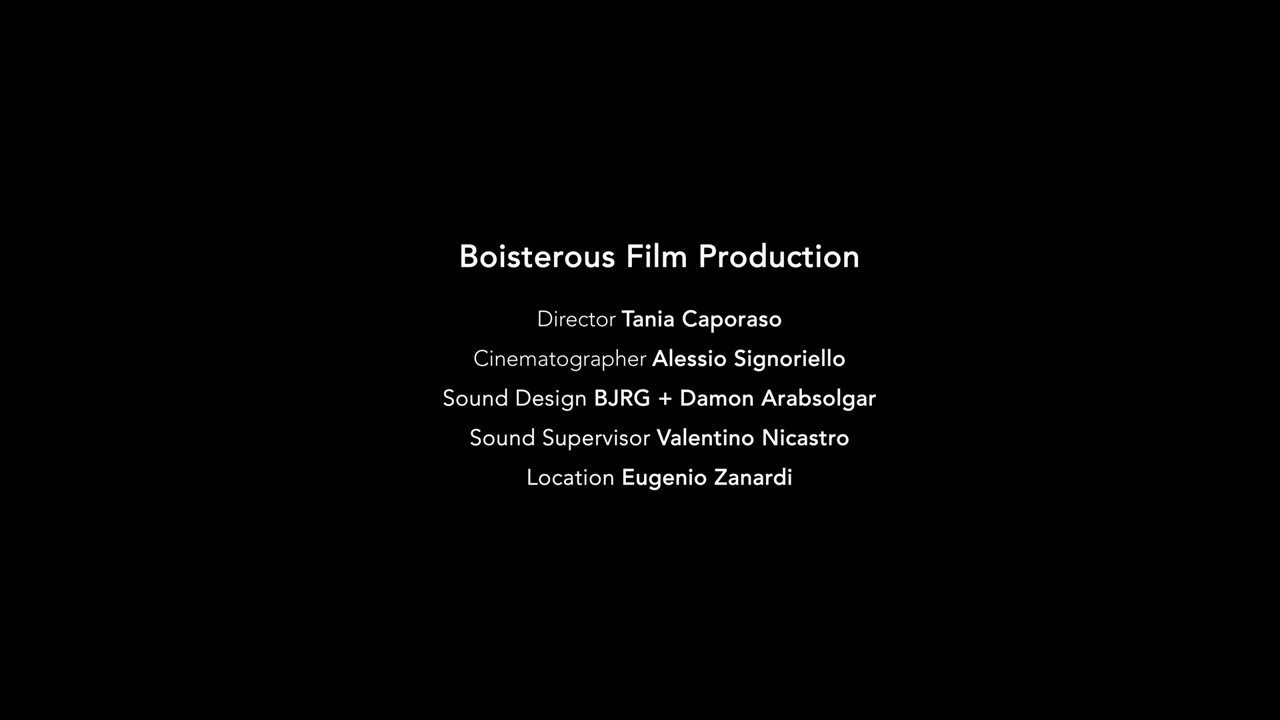 Boisterous Film Production
Director Tania Caporaso
Cinematographer Alessio Signoriello
Sound Design BJRG + Damon Arabsolgar
Sound Supervisor Valentino Nicastro
Location Eugenio Zanardi